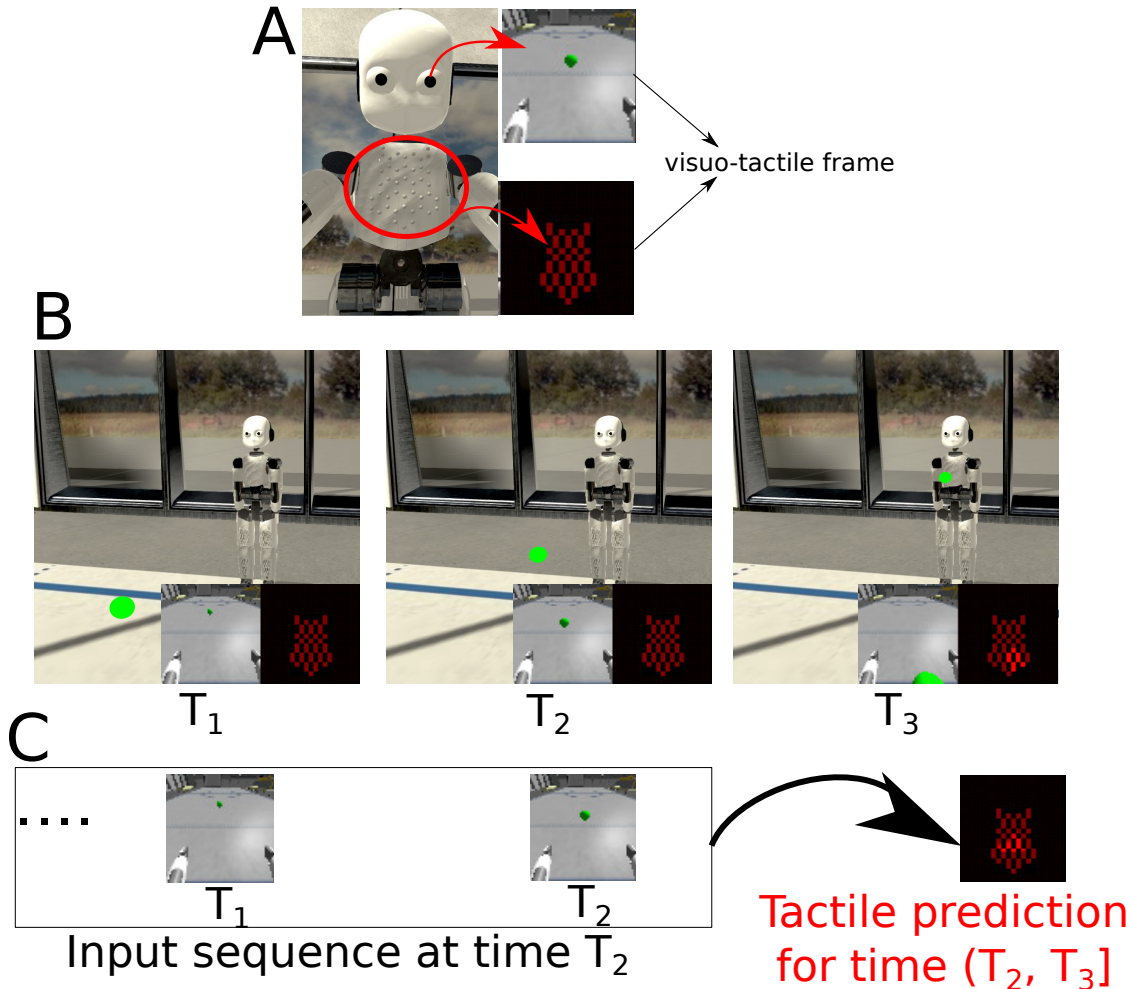 A
visuo-tactile frame
B
T₁ T₂ T₃
C
....
T₁ T₂
Input sequence at time T₂
Tactile prediction
for time (T₂, T₃]